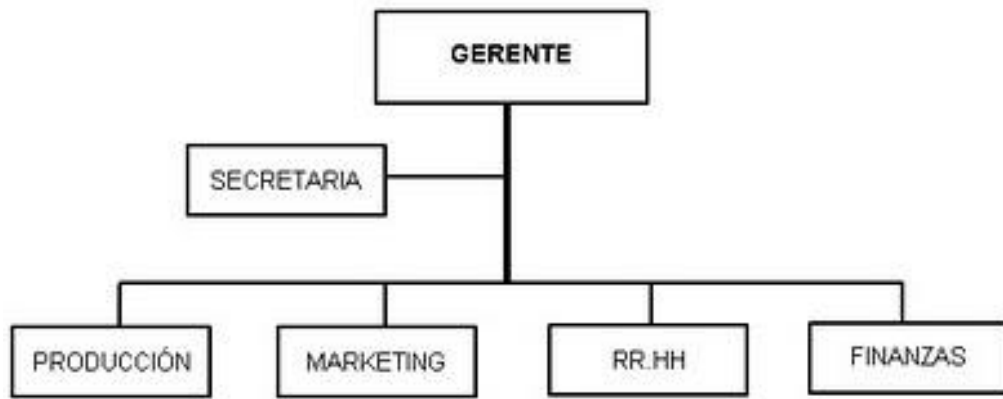 GERENTE
SECRETARIA
PRODUCCIÓN
MARKETING
RR.HH
FINANZAS